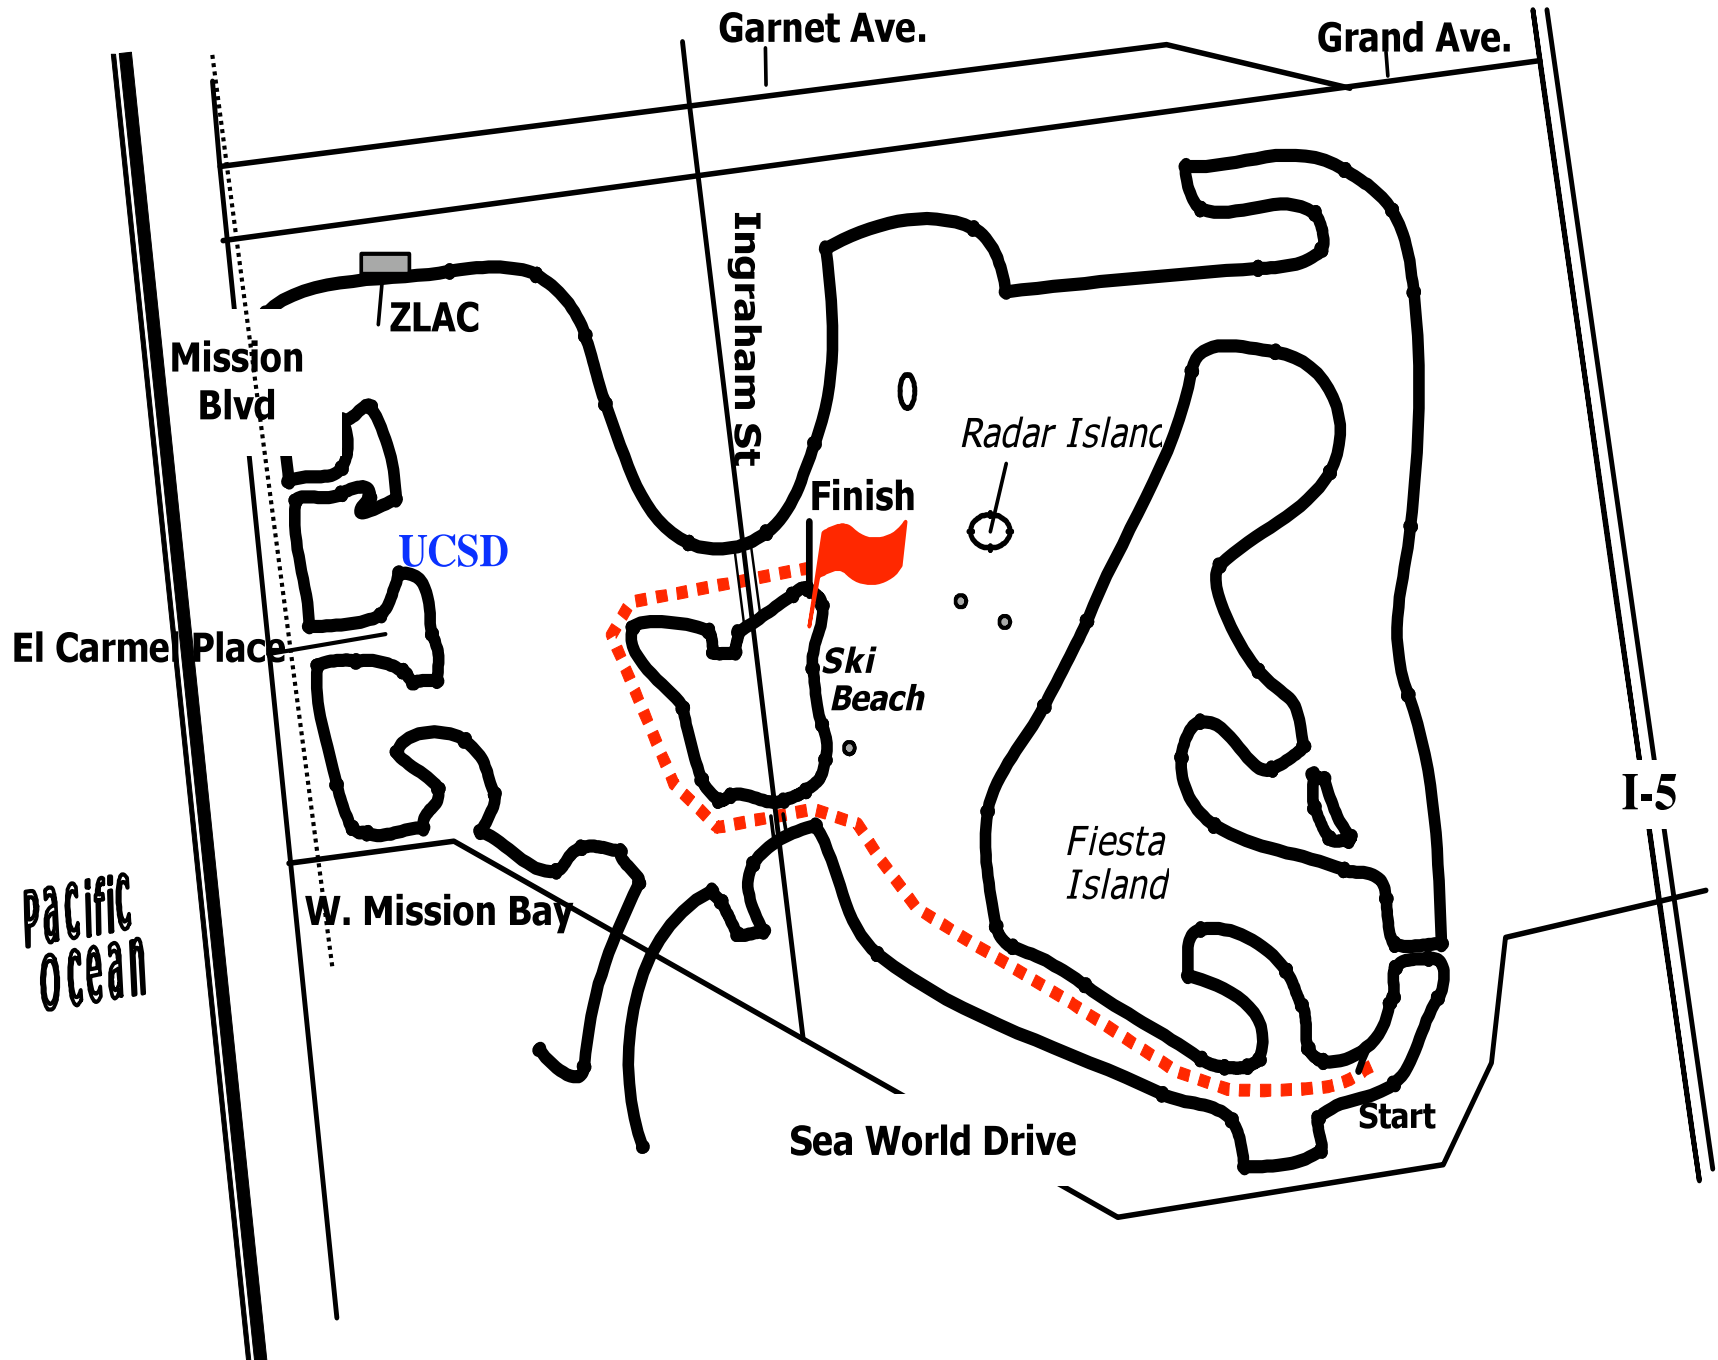 Garnet Ave.
Grand Ave.
Ingraham St
ZLAC
Mission
Blvd
Radar Island
Finish
UCSD
El Carmel Place
Ski
Beach
I-5
Fiesta
Island
Pacific
Ocean
W. Mission Bay
Start
Sea World Drive